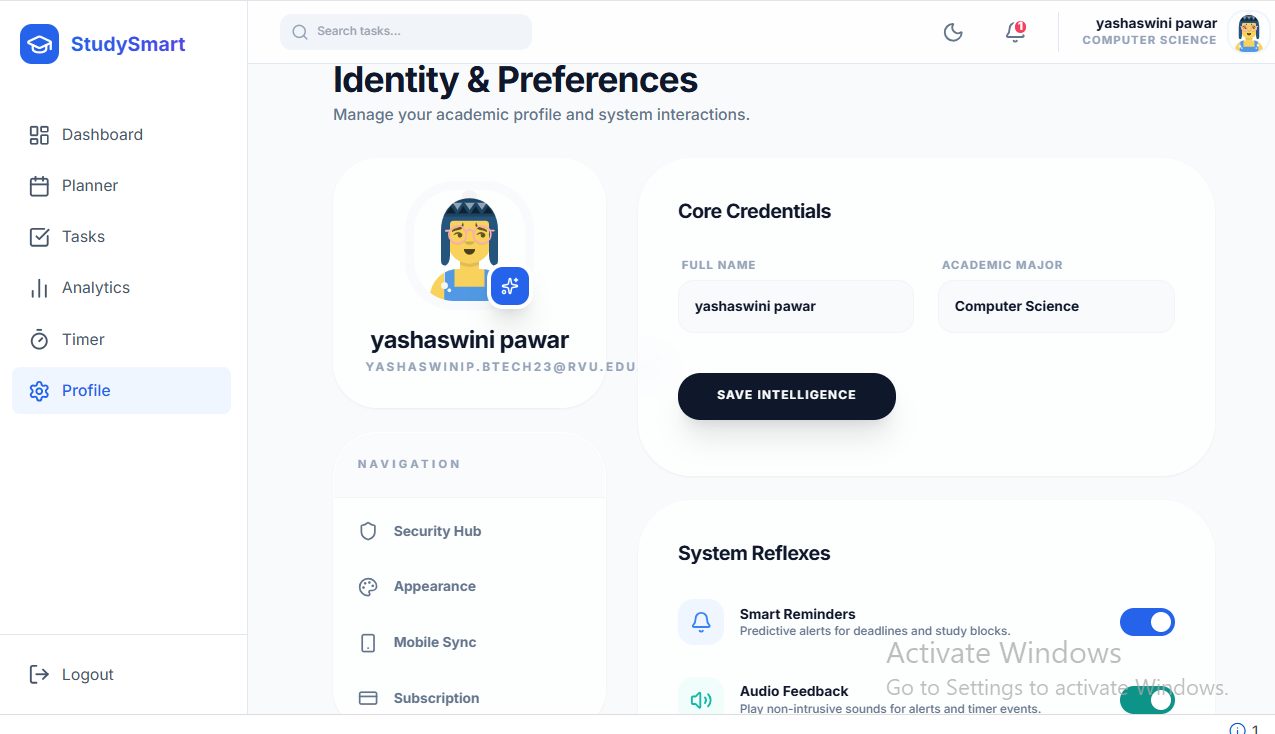 StudySmart
Search tasks...
1
yashaswini pawar
COMPUTER SCIENCE
Dashboard
Planner
Tasks
Analytics
Timer
Profile
Logout
Identity & Preferences
Manage your academic profile and system interactions.
yashaswini pawar
YASHASWINIP.BTECH23@RVU.EDU
NAVIGATION
Security Hub
Appearance
Mobile Sync
Subscription
Core Credentials
FULL NAME
ACADEMIC MAJOR
yashaswini pawar
Computer Science
SAVE INTELLIGENCE
System Reflexes
Smart Reminders
Predictive alerts for deadlines and study blocks.
Audio Feedback
Play non-intrusive sounds for alerts and timer events.
Activate Windows
Go to Settings to activate Windows.
1